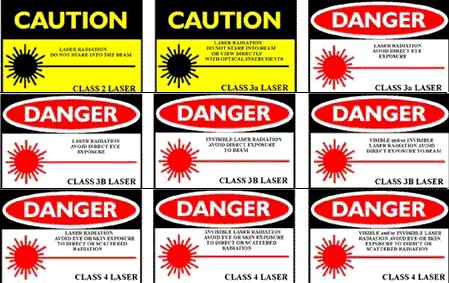 CAUTION
LASER RADIATION
DO NOT STARE INTO THE BEAM
CLASS 2 LASER
CAUTION
LASER RADIATION
DO NOT STARE INTO BEAM
OR VIEW DIRECTLY
WITH OPTICAL INSTRUMENTS
CLASS 3a LASER
DANGER
LASER RADIATION
AVOID DIRECT EYE
EXPOSURE
CLASS 3a LASER
DANGER
LASER RADIATION
AVOID DIRECT EYE
EXPOSURE
CLASS 3B LASER
DANGER
INVISIBLE LASER RADIATION
AVOID DIRECT EXPOSURE
TO BEAM
CLASS 3B LASER
DANGER
VISIBLE and/or INVISIBLE
LASER RADIATION AVOID
DIRECT EXPOSURE TO BEAM
CLASS 3B LASER
DANGER
LASER RADIATION
AVOID EYE OR SKIN EXPOSURE
TO DIRECT OR SCATTERED
RADIATION
CLASS 4 LASER
DANGER
INVISIBLE LASER RADIATION
AVOID EYE OR SKIN EXPOSURE
TO DIRECT OR SCATTERED
RADIATION
CLASS 4 LASER
DANGER
VISIBLE and/or INVISIBLE LASER
RADIATION AVOID EYE OR SKIN
EXPOSURE TO DIRECT OR
SCATTERED RADIATION
CLASS 4 LASER